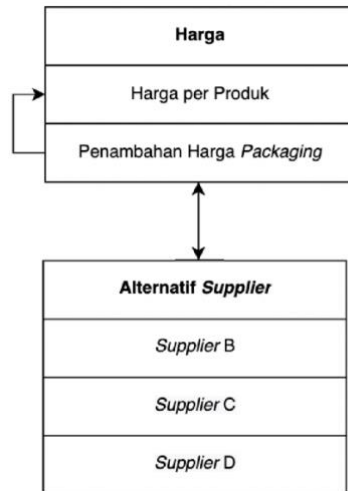 Harga
Harga per Produk
Penambahan Harga Packaging
Alternatif Supplier
Supplier B
Supplier C
Supplier D